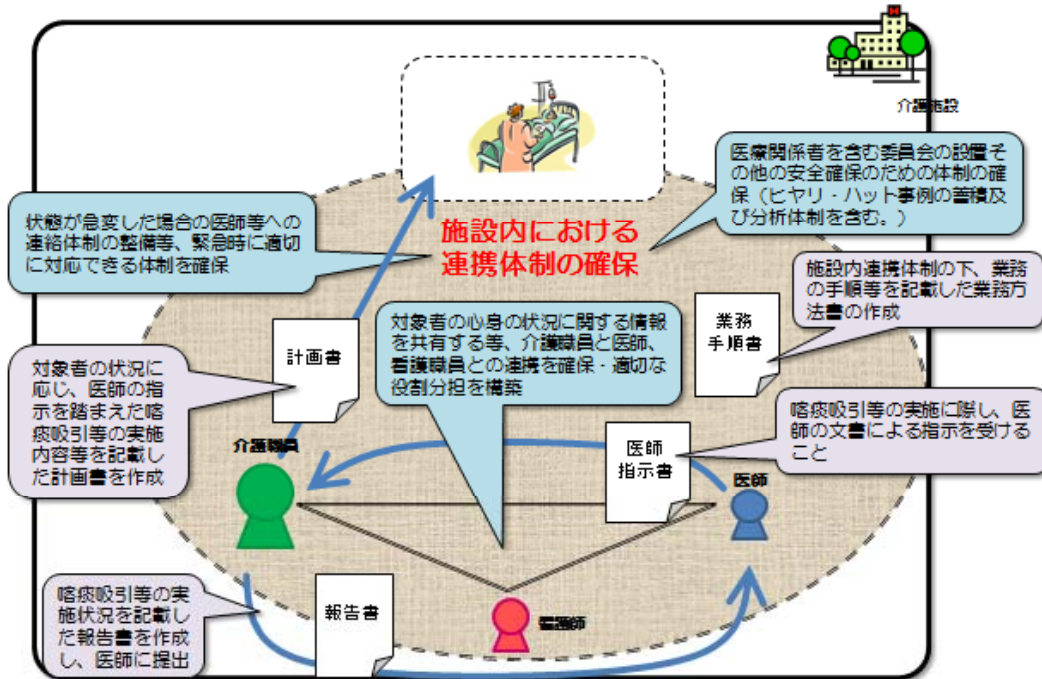 介護施設
医療関係者を含む委員会の設置そ
の他の安全確保のための体制の確
保(ヒヤリ・ハット事例の蓄積及
び分析体制を含む。)
状態が急変した場合の医師等への
連絡体制の整備等、緊急時に適切
に対応できる体制を確保
施設内における
連携体制の確保
施設内連携体制の下、業務
の手順等を記載した業務方
法書の作成
計画書
対象者の心身の状況に関する情報
を共有する等、介護職員と医師、
看護職員との連携を確保・適切な
役割分担を構築
業務
手順書
対象者の状況に
応じ、医師の指
示を踏まえた喀
痰吸引等の実施
内容等を記載し
た計画書を作成
喀痰吸引等の実施に際し、医
師の文書による指示を受ける
こと
介護職員
医師
指示書
医師
喀痰吸引等の実
施状況を記載し
た報告書を作成
し、医師に提出
報告書
看護師